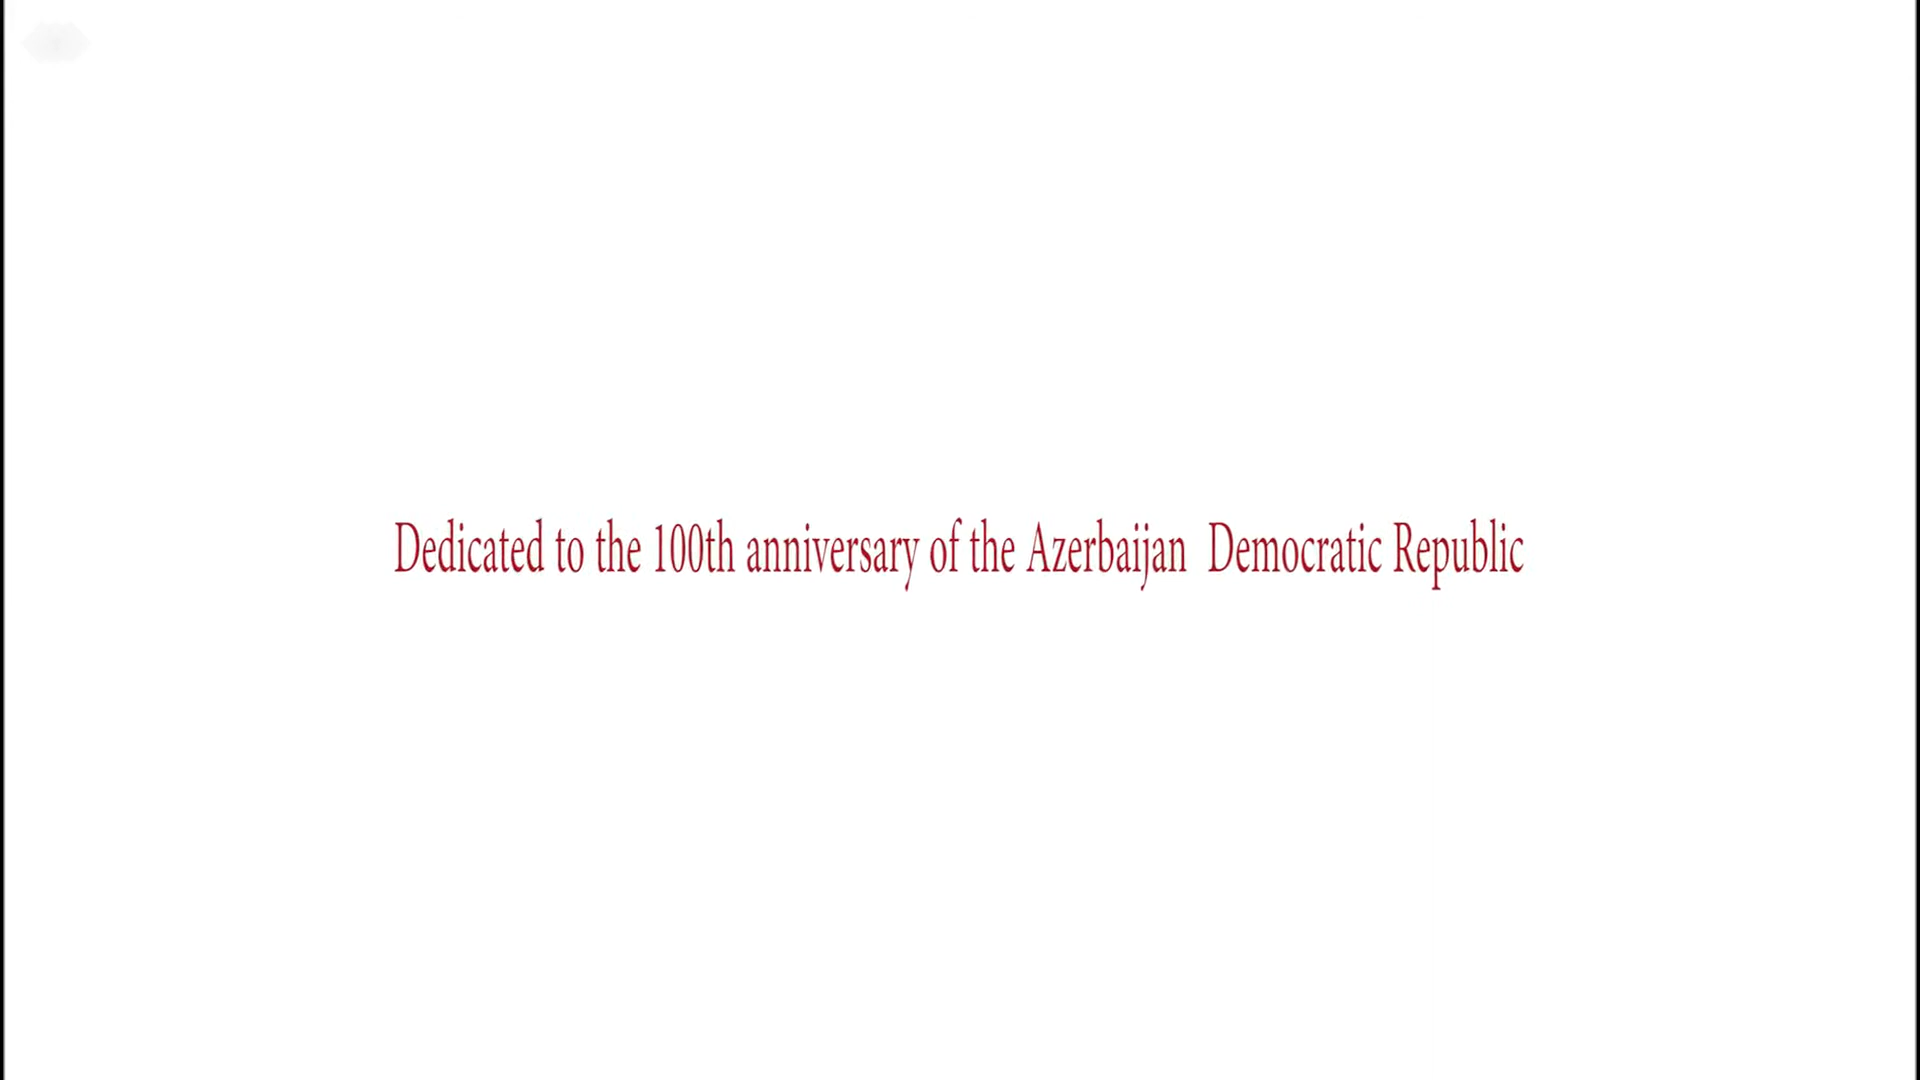 Dedicated to the 100th anniversary of the Azerbaijan  Democratic Republic